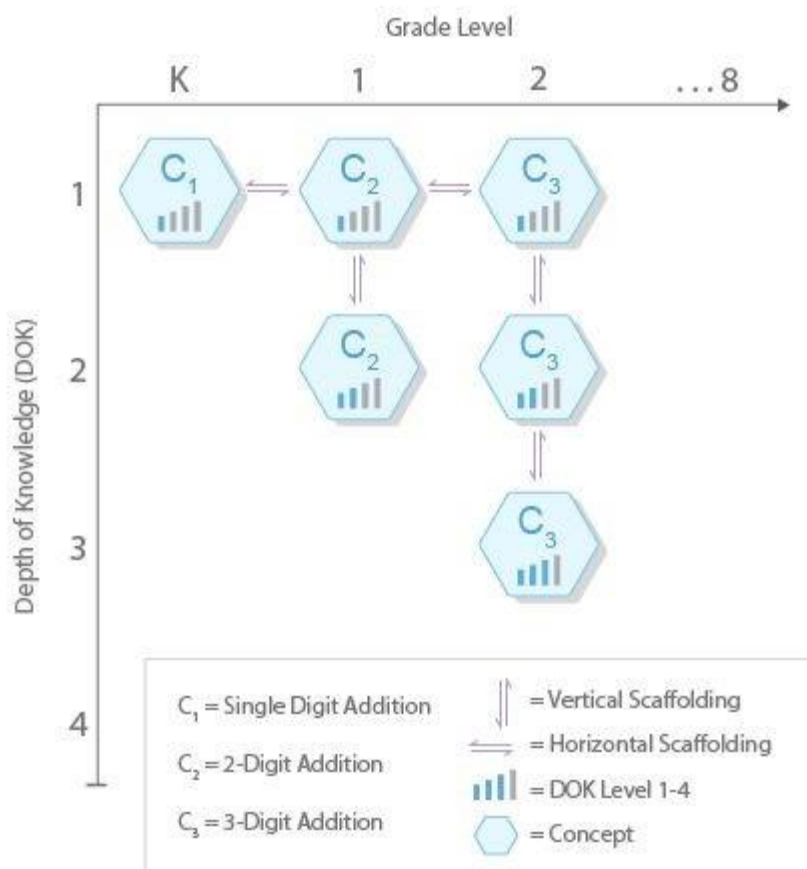 Grade Level
K 1 2 ...8
Depth of Knowledge (DOK)
1
C₁ C₂ C₃
2
C₂ C₃
3
C₃
4
C₁ = Single Digit Addition
C₂ = 2-Digit Addition
C₃ = 3-Digit Addition
= Vertical Scaffolding
= Horizontal Scaffolding
= DOK Level 1-4
= Concept